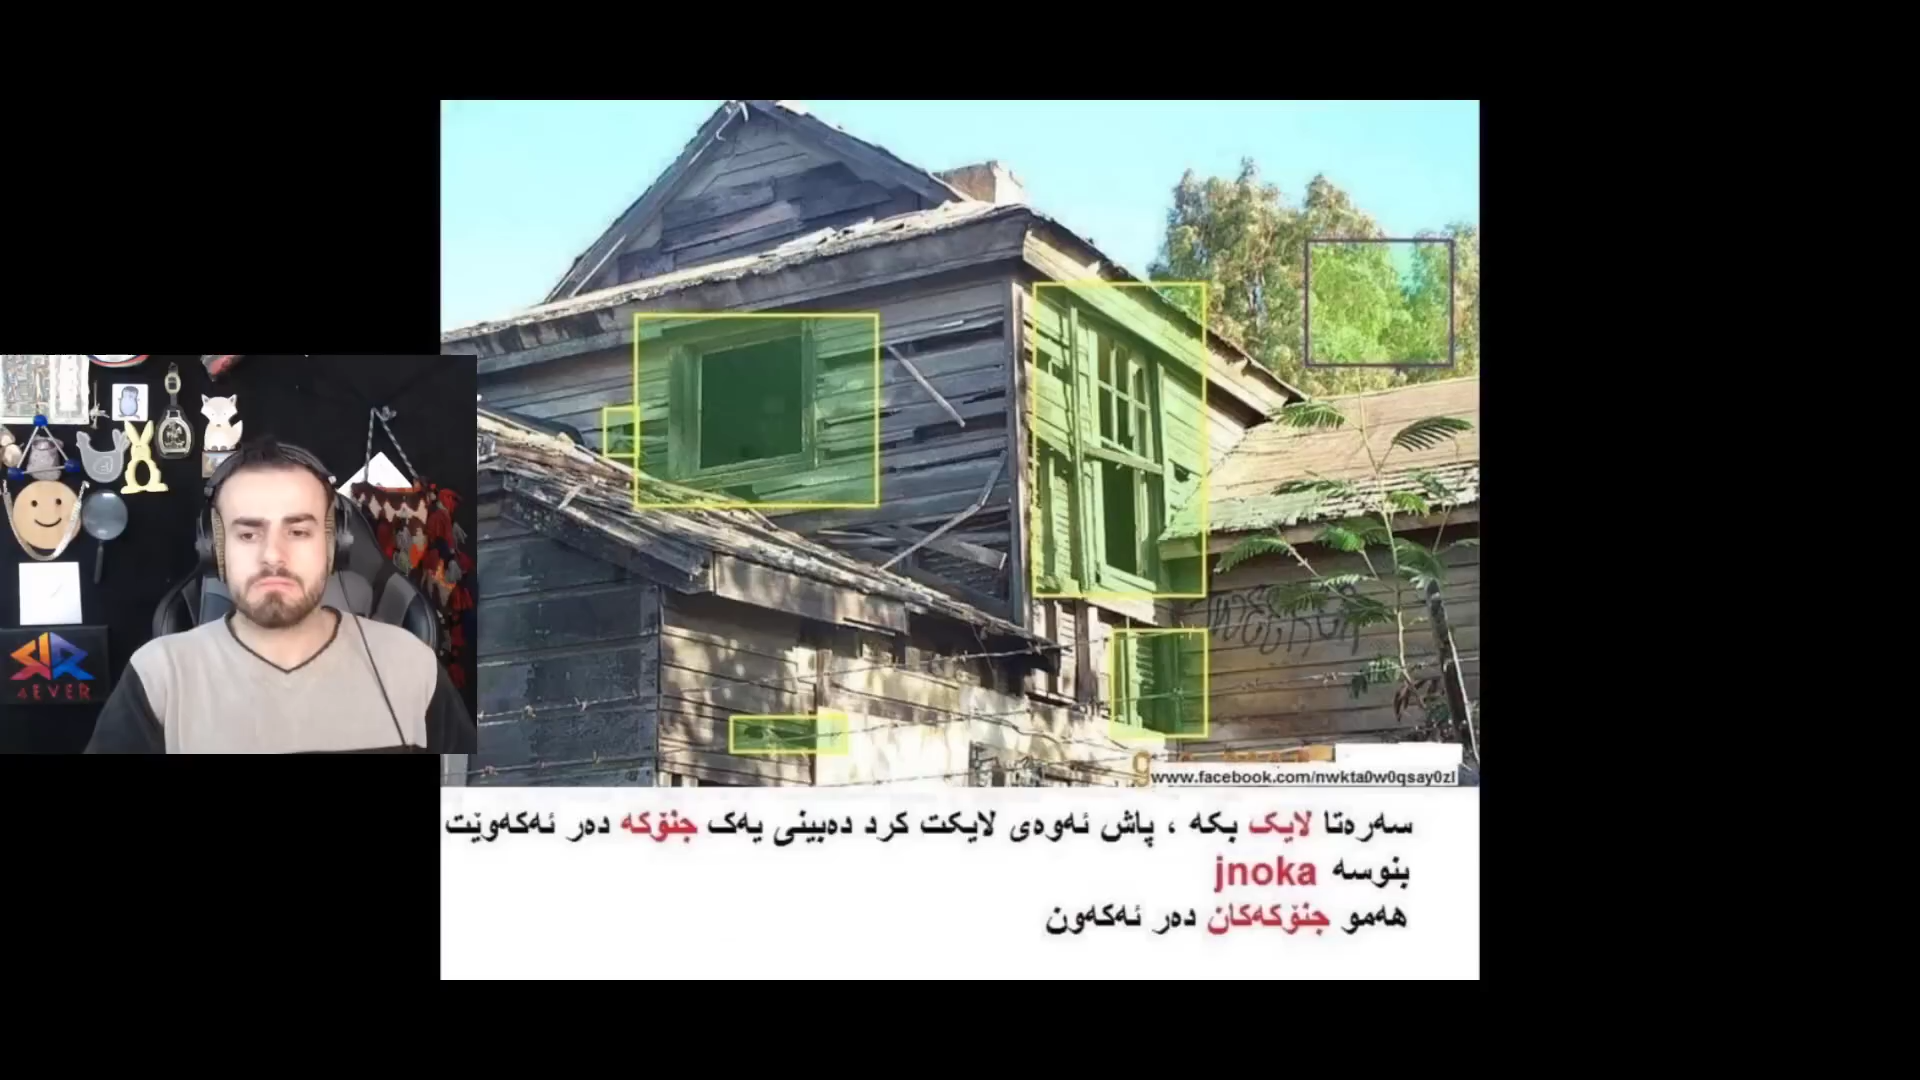 4EVER
www.facebook.com/nwkta0w0qsay0zl
سەرەتا لایک بکە ، پاش ئەوەی لایکت کرد دەبینی یەک جنۆکە دەر ئەکەوێت
بنوسە jnoka
هەمو جنۆکەکان دەر ئەکەون